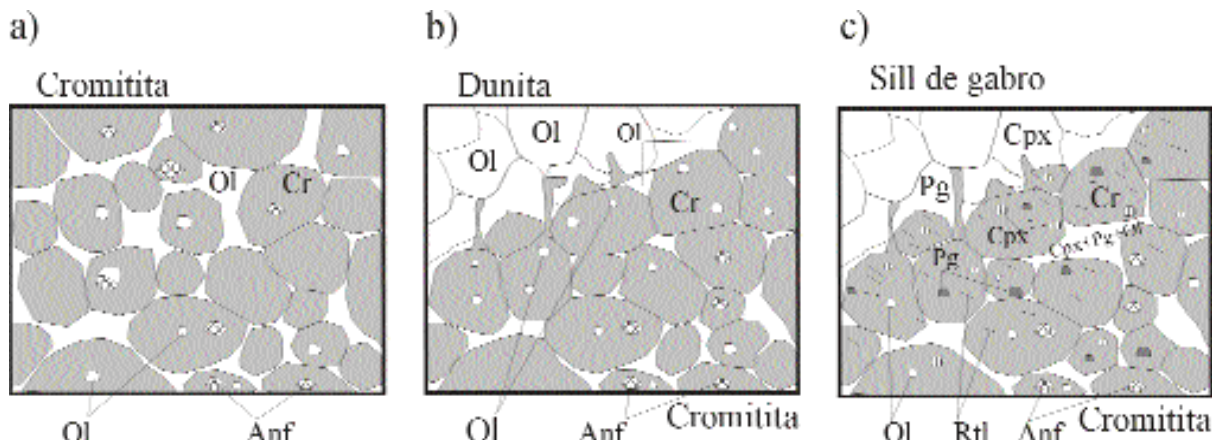 a)
Cromitita
Ol
Cr
Ol
Anf
b)
Dunita
Ol
Ol
Ol
Cr
Ol
Anf
Cromitita
c)
Sill de gabro
Cpx
Pg
Cr
Cpx
Pg
Cpx+Pg
Ol
Rtl
Anf
Cromitita